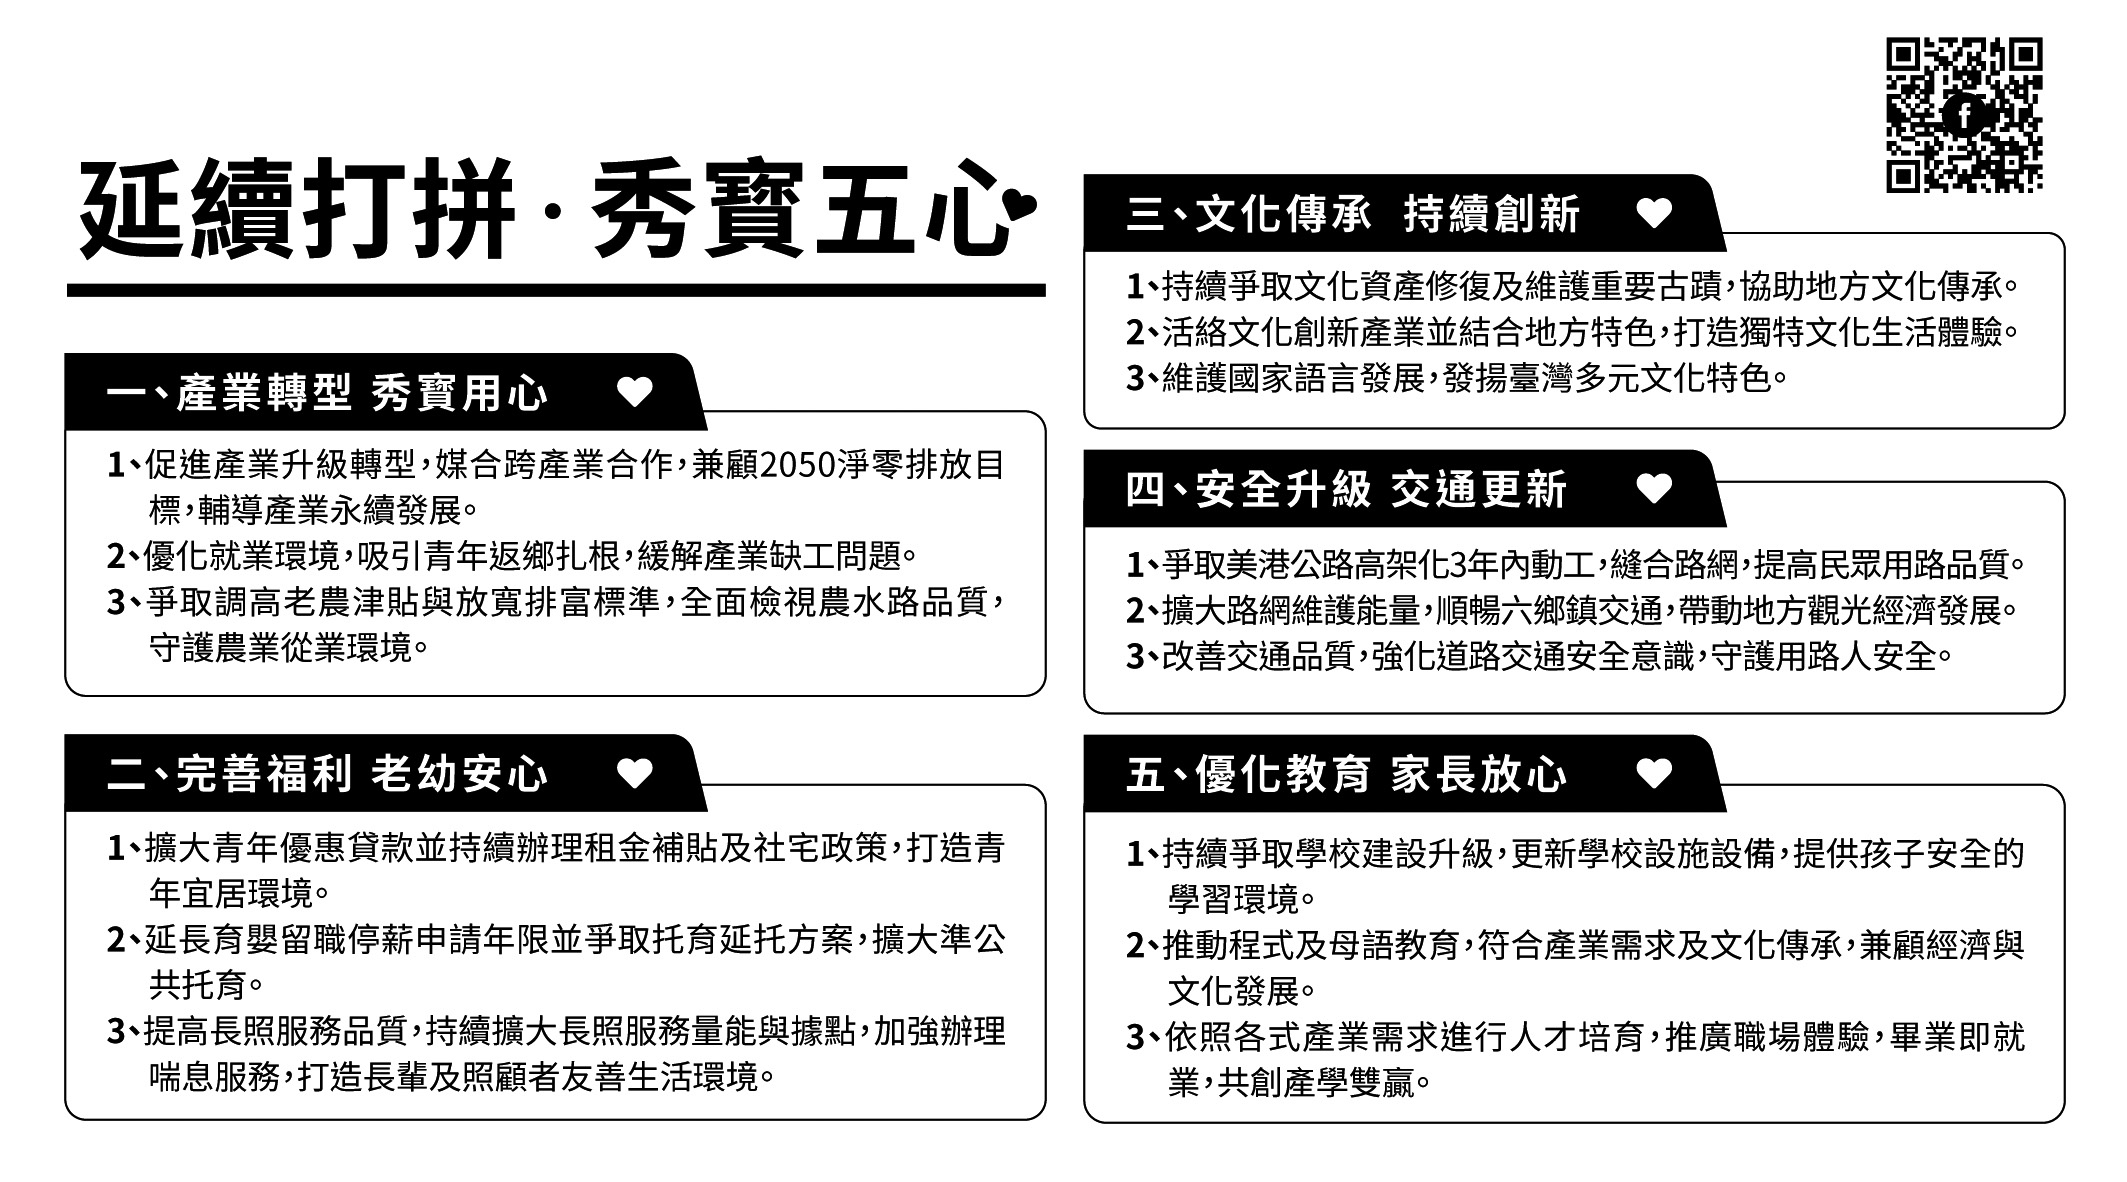 延續打拼·秀寶五心
一、產業轉型 秀寶用心
1、促進產業升級轉型，媒合跨產業合作，兼顧2050淨零排放目
標，輔導產業永續發展。
2、優化就業環境，吸引青年返鄉扎根，緩解產業缺工問題。
3、爭取調高老農津貼與放寬排富標準，全面檢視農水路品質，
守護農業從業環境。
二、完善福利 老幼安心
1、擴大青年優惠貸款並持續辦理租金補貼及社宅政策，打造青
年宜居環境。
2、延長育嬰留職停薪申請年限並爭取托育延托方案，擴大準公
共托育。
3、提高長照服務品質，持續擴大長照服務量能與據點，加強辦理
喘息服務，打造長輩及照顧者友善生活環境。
三、文化傳承 持續創新
1、持續爭取文化資產修復及維護重要古蹟，協助地方文化傳承。
2、活絡文化創新產業並結合地方特色，打造獨特文化生活體驗。
3、維護國家語言發展，發揚臺灣多元文化特色。
四、安全升級 交通更新
1、爭取美港公路高架化3年內動工，縫合路網，提高民眾用路品質。
2、擴大路網維護能量，順暢六鄉鎮交通，帶動地方觀光經濟發展。
3、改善交通品質，強化道路交通安全意識，守護用路人安全。
五、優化教育 家長放心
1、持續爭取學校建設升級，更新學校設施設備，提供孩子安全的
學習環境。
2、推動程式及母語教育，符合產業需求及文化傳承，兼顧經濟與
文化發展。
3、依照各式產業需求進行人才培育，推廣職場體驗，畢業即就
業，共創產學雙贏。